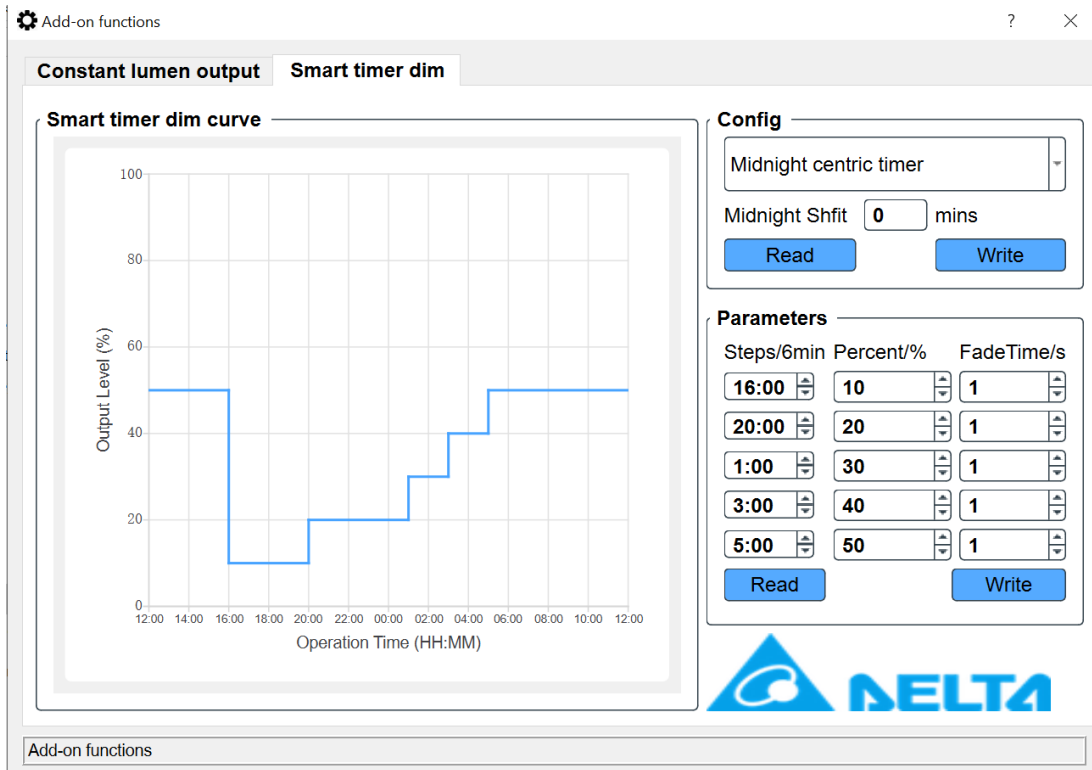 Add-on functions ?
Constant lumen output Smart timer dim
Smart timer dim curve
100
80
60
40
20
0
Output Level (%)
12:00 14:00 16:00 18:00 20:00 22:00 00:00 02:00 04:00 06:00 08:00 10:00 12:00
Operation Time (HH:MM)
Config
Midnight centric timer
Midnight Shfit 0 mins
Read Write
Parameters
Steps/6min Percent/% FadeTime/s
16:00 10 1
20:00 20 1
1:00 30 1
3:00 40 1
5:00 50 1
Read Write
DELTA
Add-on functions